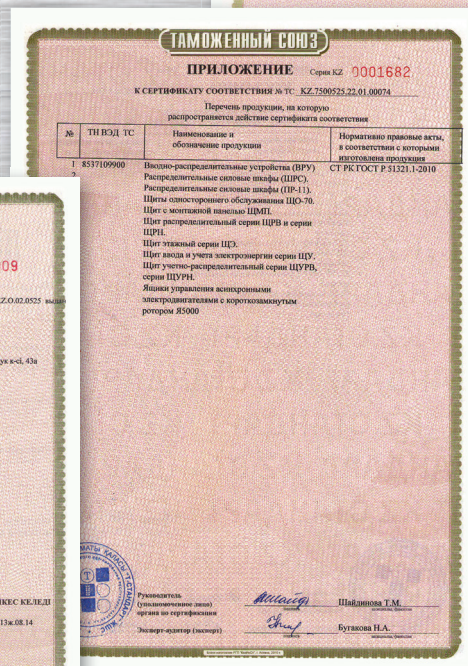 ТАМОЖЕННЫЙ СОЮЗ
ПРИЛОЖЕНИЕ Серия KZ 0001682
К СЕРТИФИКАТУ СООТВЕТСТВИЯ № ТС KZ.7500525.22.01.00074
Перечень продукции, на которую
распространяется действие сертификата соответствия
№ ТН ВЭД ТС Наименование и обозначение продукции Нормативно правовые акты, в соответствии с которыми изготовлена продукция
1 8537109900 Вводно-распределительные устройства (ВРУ) СТ РК ГОСТ Р 51321.1-2010
2 Распределительные силовые шкафы (ШРС).
Распределительные силовые шкафы (ПР-11).
Щиты одностороннего обслуживания ЩО-70.
Щит с монтажной панелью ЩМП.
Щит распределительный серии ЩРВ и серии
ЩРН.
Щит этажный серии ЩЭ.
Щит ввода и учета электроэнергии серии ЩУ.
Щит учетно-распределительный серии ЩУРВ,
серии ЩУРН.
Ящики управления асинхронными
электродвигателями с короткозамкнутым
ротором Я5000
09
KZ.O.02.0525
ук к-сі, 43а
ІКЕС КЕЛЕДІ
13ж.08.14
Руководитель
(уполномоченное лицо)
органа по сертификации
Шайдинова Т.М.
Эксперт-аудитор (эксперт)
Бугакова Н.А.